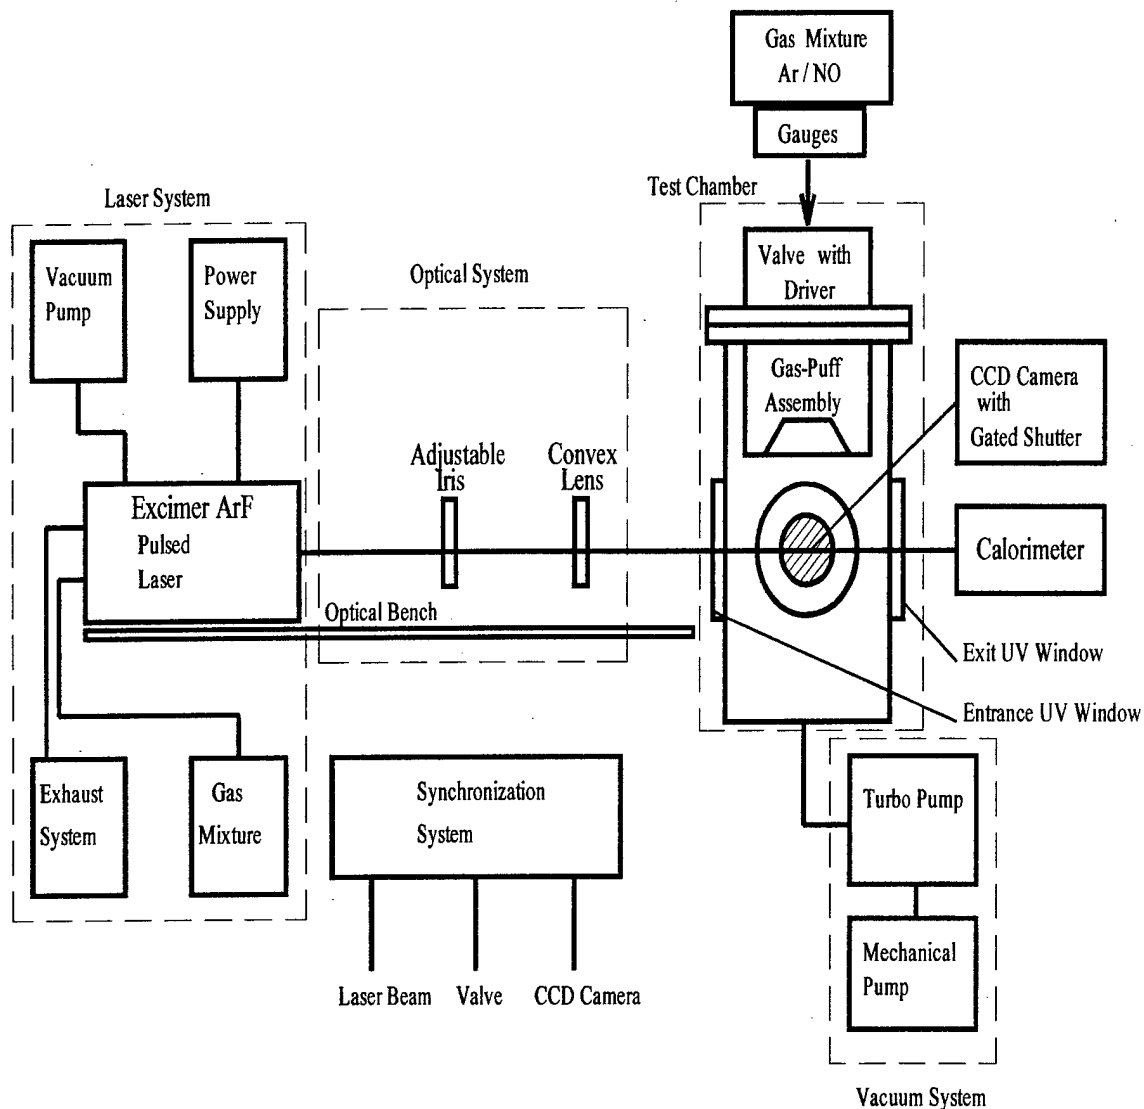 Gas Mixture
Ar / NO
Gauges
Test Chamber
Laser System
Vacuum
Pump
Power
Supply
Optical System
Valve with
Driver
Gas-Puff
Assembly
CCD Camera
with
Gated Shutter
Adjustable
Iris
Convex
Lens
Excimer ArF
Pulsed
Laser
Calorimeter
Optical Bench
Exit UV Window
Entrance UV Window
Exhaust
System
Gas
Mixture
Synchronization
System
Turbo Pump
Mechanical
Pump
Laser Beam
Valve
CCD Camera
Vacuum System